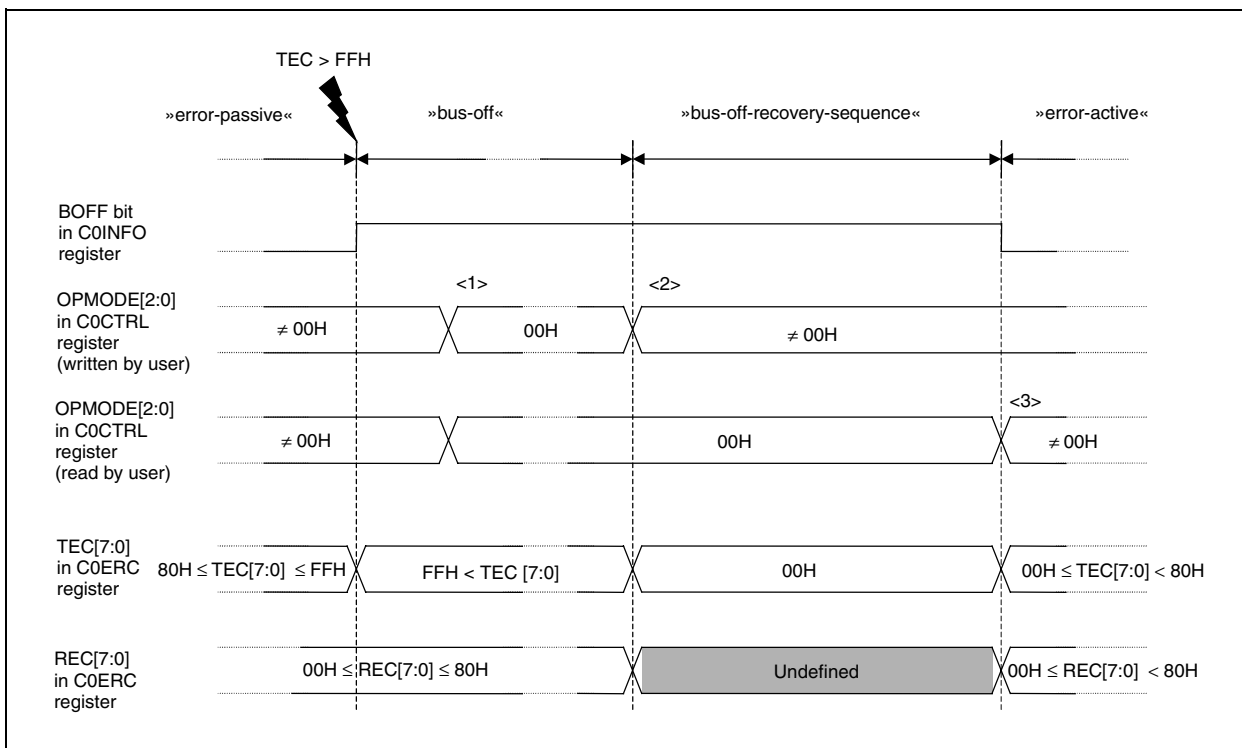 TEC > FFH
»error-passive«
»bus-off«
»bus-off-recovery-sequence«
»error-active«
BOFF bit
in C0INFO
register
<1>
<2>
OPMODE[2:0]
in C0CTRL
register
(written by user)
≠ 00H
00H
≠ 00H
<3>
OPMODE[2:0]
in C0CTRL
register
(read by user)
≠ 00H
00H
≠ 00H
TEC[7:0]
in C0ERC
register
80H ≤ TEC[7:0] ≤ FFH
FFH < TEC [7:0]
00H
00H ≤ TEC[7:0] < 80H
REC[7:0]
in C0ERC
register
00H ≤ REC[7:0] ≤ 80H
Undefined
00H ≤ REC[7:0] < 80H